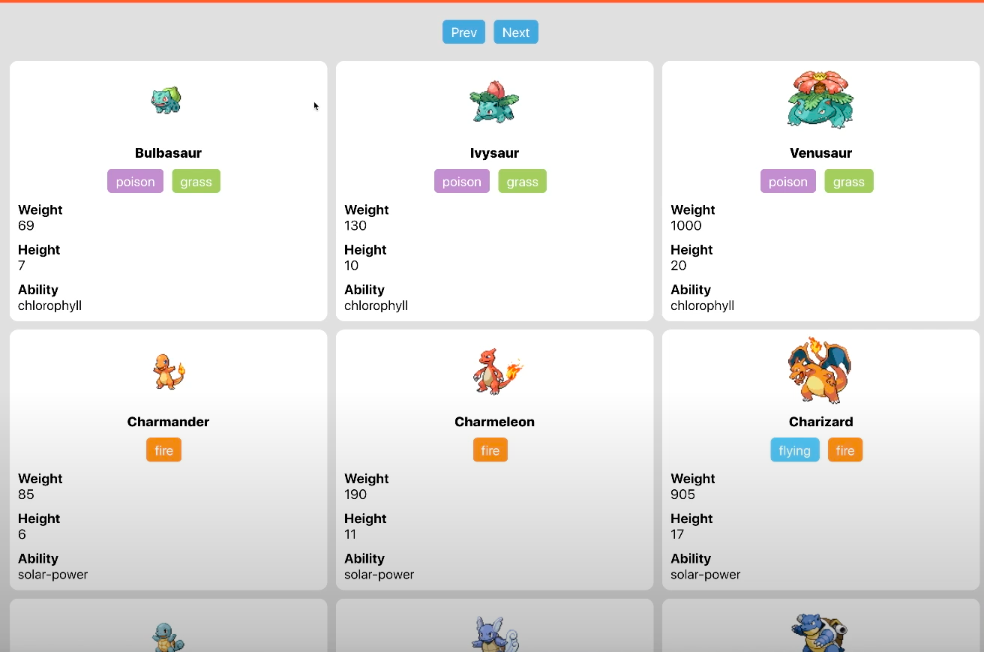 Prev Next
Bulbasaur
poison grass
Weight
69
Height
7
Ability
chlorophyll
Ivysaur
poison grass
Weight
130
Height
10
Ability
chlorophyll
Venusaur
poison grass
Weight
1000
Height
20
Ability
chlorophyll
Charmander
fire
Weight
85
Height
6
Ability
solar-power
Charmeleon
fire
Weight
190
Height
11
Ability
solar-power
Charizard
flying fire
Weight
905
Height
17
Ability
solar-power